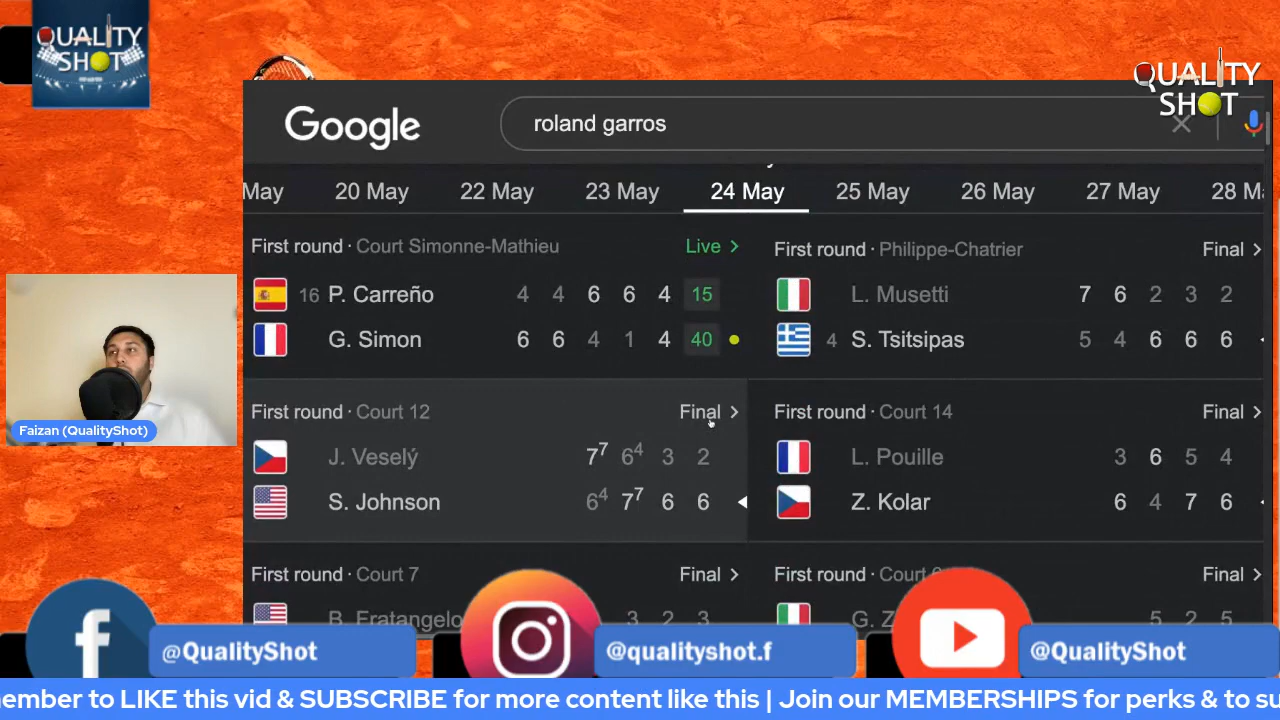 QUALITY
SHOT
QUALITY
SHOT
Google
roland garros
May 20 May 22 May 23 May 24 May 25 May 26 May 27 May 28
First round · Court Simonne-Mathieu Live
16 P. Carreño 4 4 6 6 4 15
G. Simon 6 6 4 1 4 40
First round · Philippe-Chatrier Final
L. Musetti 7 6 2 3 2
4 S. Tsitsipas 5 4 6 6 6
First round · Court 12 Final
J. Veselý 7⁷ 6⁴ 3 2
S. Johnson 6⁴ 7⁷ 6 6
First round · Court 14 Final
L. Pouille 3 6 5 4
Z. Kolar 6 4 7 6
First round · Court 7 Final
B. Fratangelo 3 2 3
First round · Court Final
G. Z 5 2 5
Faizan (QualityShot)
@QualityShot
@qualityshot.f
@QualityShot
ember to LIKE this vid & SUBSCRIBE for more content like this | Join our MEMBERSHIPS for perks & to su